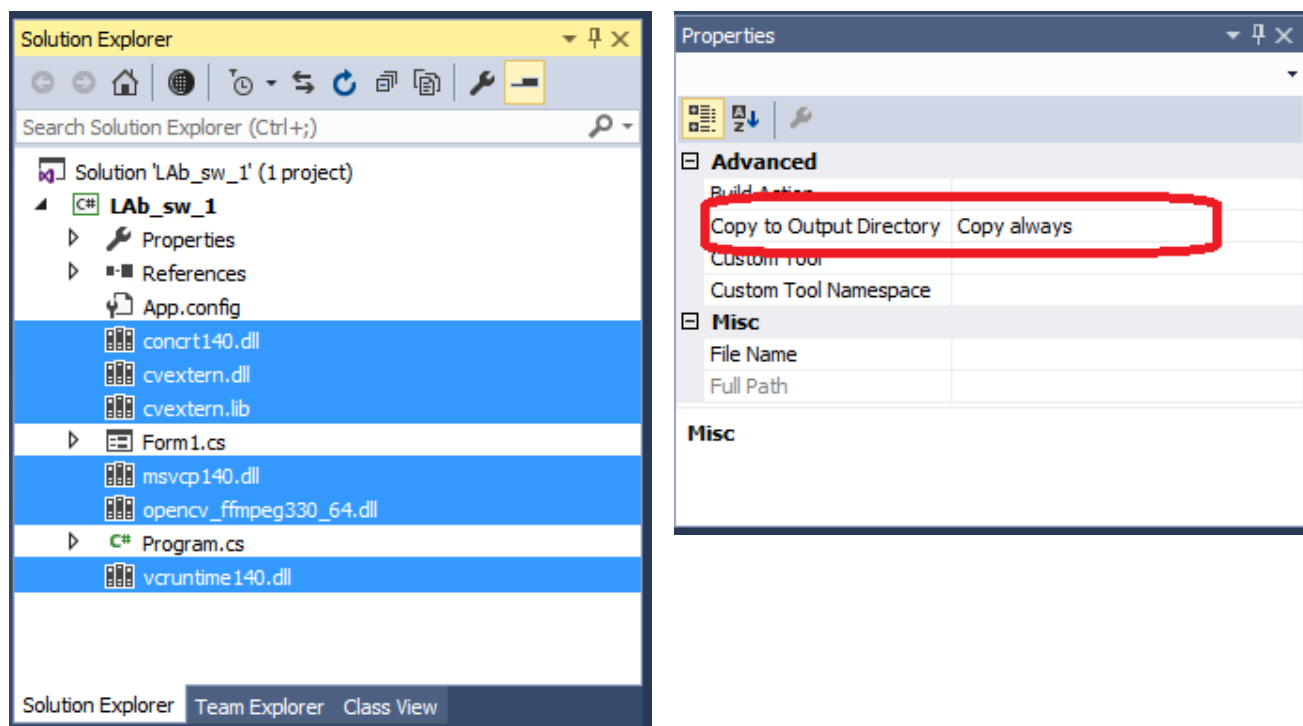 Solution Explorer
Search Solution Explorer (Ctrl+;)
Solution 'LAb_sw_1' (1 project)
C# LAb_sw_1
Properties
References
App.config
concrt140.dll
cvextern.dll
cvextern.lib
Form1.cs
msvcp140.dll
opencv_ffmpeg330_64.dll
C# Program.cs
vcruntime140.dll
Solution Explorer Team Explorer Class View
Properties
Advanced
Build Action
Copy to Output Directory Copy always
Custom Tool
Custom Tool Namespace
Misc
File Name
Full Path
Misc